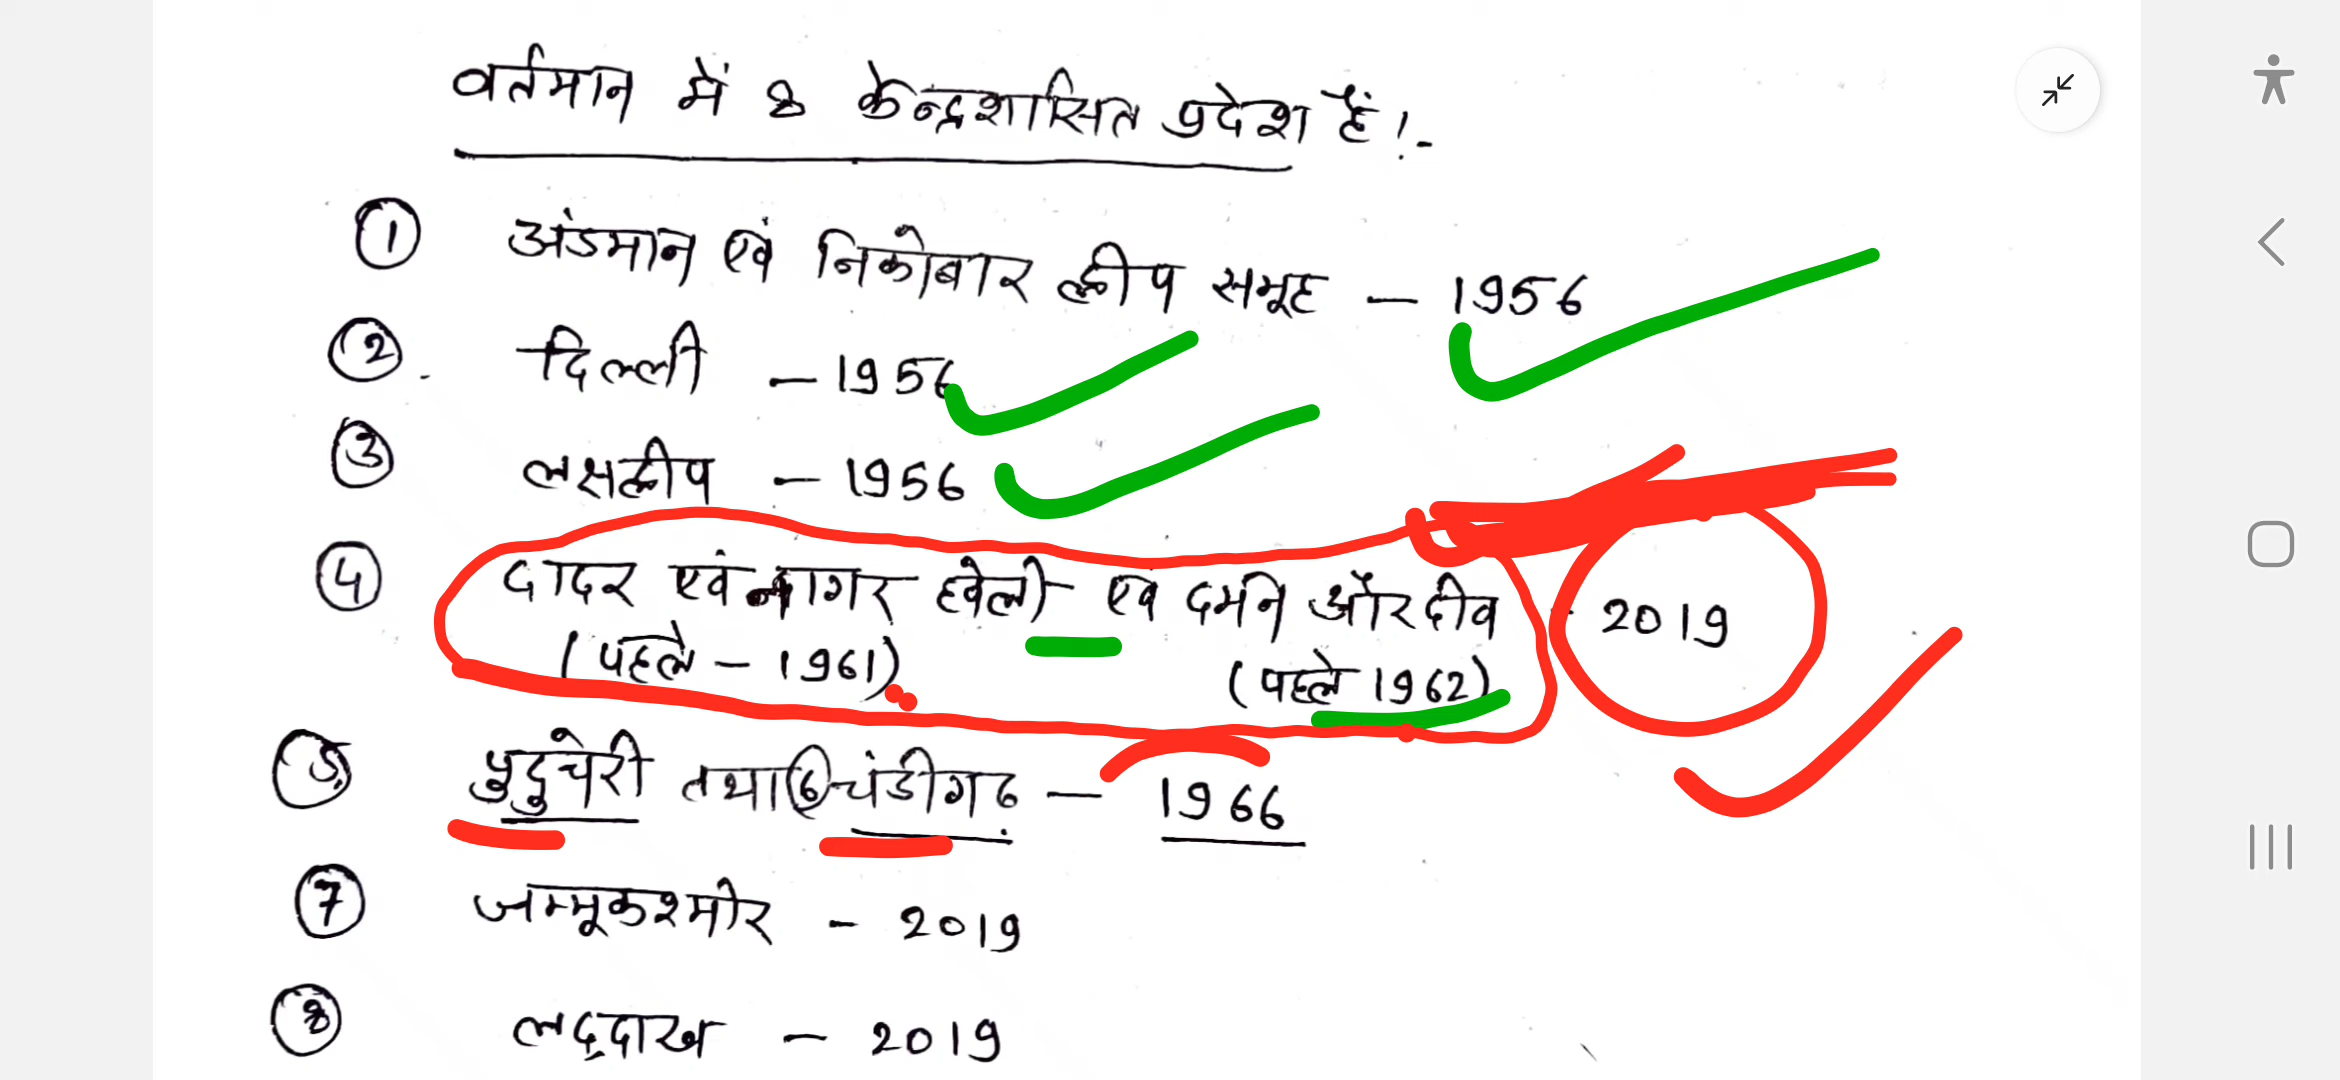 वर्तमान में 8 केन्द्रशासित प्रदेश हैं!-
① अंडमान एवं निकोबार द्वीप समूह – 1956
② दिल्ली – 1956
③ लक्षद्वीप – 1956
④ दादर एवं नागर हवेली एवं दमन और दीव - 2019
(पहले – 1961) (पहले 1962)
⑤ पुदुचेरी तथा ⑥ चंडीगढ़ – 1966
⑦ जम्मूकश्मीर - 2019
⑧ लद्दाख – 2019